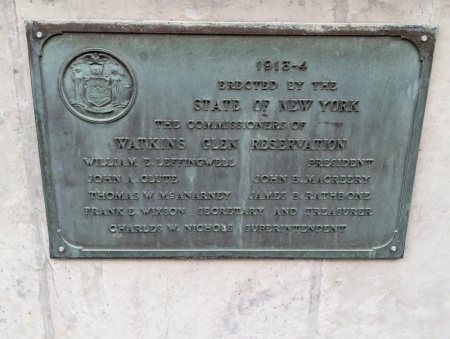 1913-4
ERECTED BY THE
STATE OF NEW YORK
THE COMMISSIONERS OF
WATKINS GLEN RESERVATION
WILLIAM E. LEFFINGWELL PRESIDENT
JOHN A. CLUTE JOHN B. MACREERY
THOMAS W. MCANARNEY JAMES B. RATHBONE
FRANK E. WIXSON SECRETARY AND TREASURER
CHARLES W. NICHOLS SUPERINTENDENT